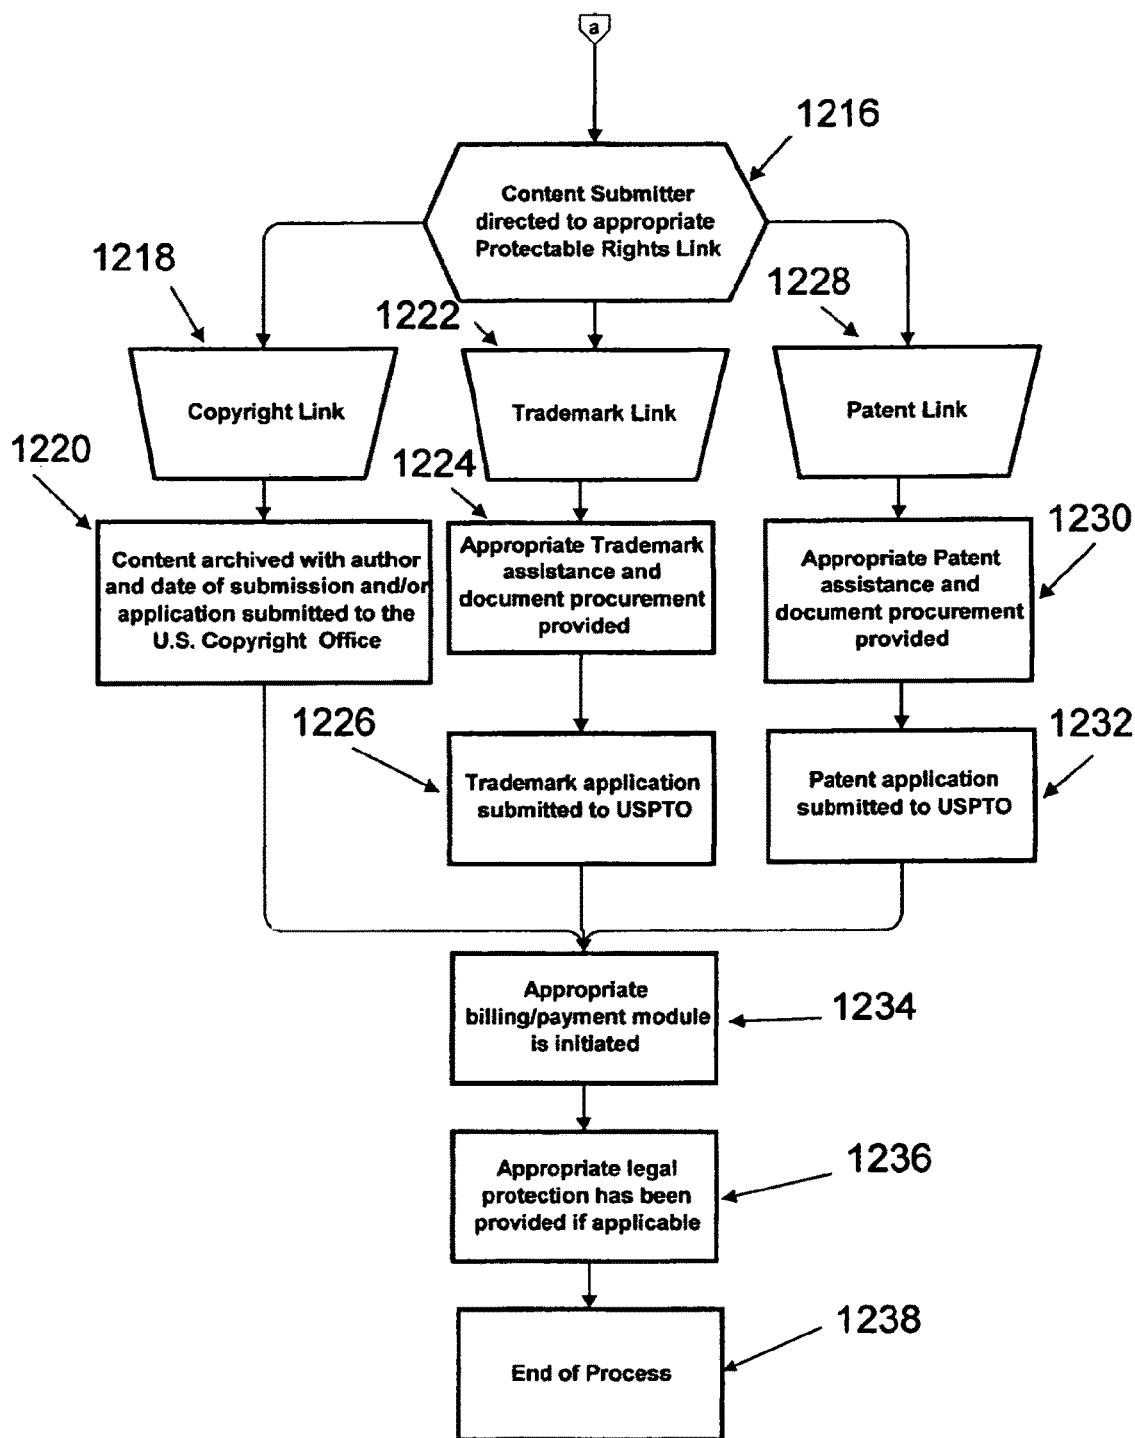 a
1216
Content Submitter
directed to appropriate
Protectable Rights Link
1218
1222
1228
Copyright Link
Trademark Link
Patent Link
1220
Content archived with author
and date of submission and/or
application submitted to the
U.S. Copyright Office
1224
Appropriate Trademark
assistance and
document procurement
provided
1230
Appropriate Patent
assistance and
document procurement
provided
1226
Trademark application
submitted to USPTO
1232
Patent application
submitted to USPTO
Appropriate
billing/payment module
is initiated
1234
Appropriate legal
protection has been
provided if applicable
1236
End of Process
1238